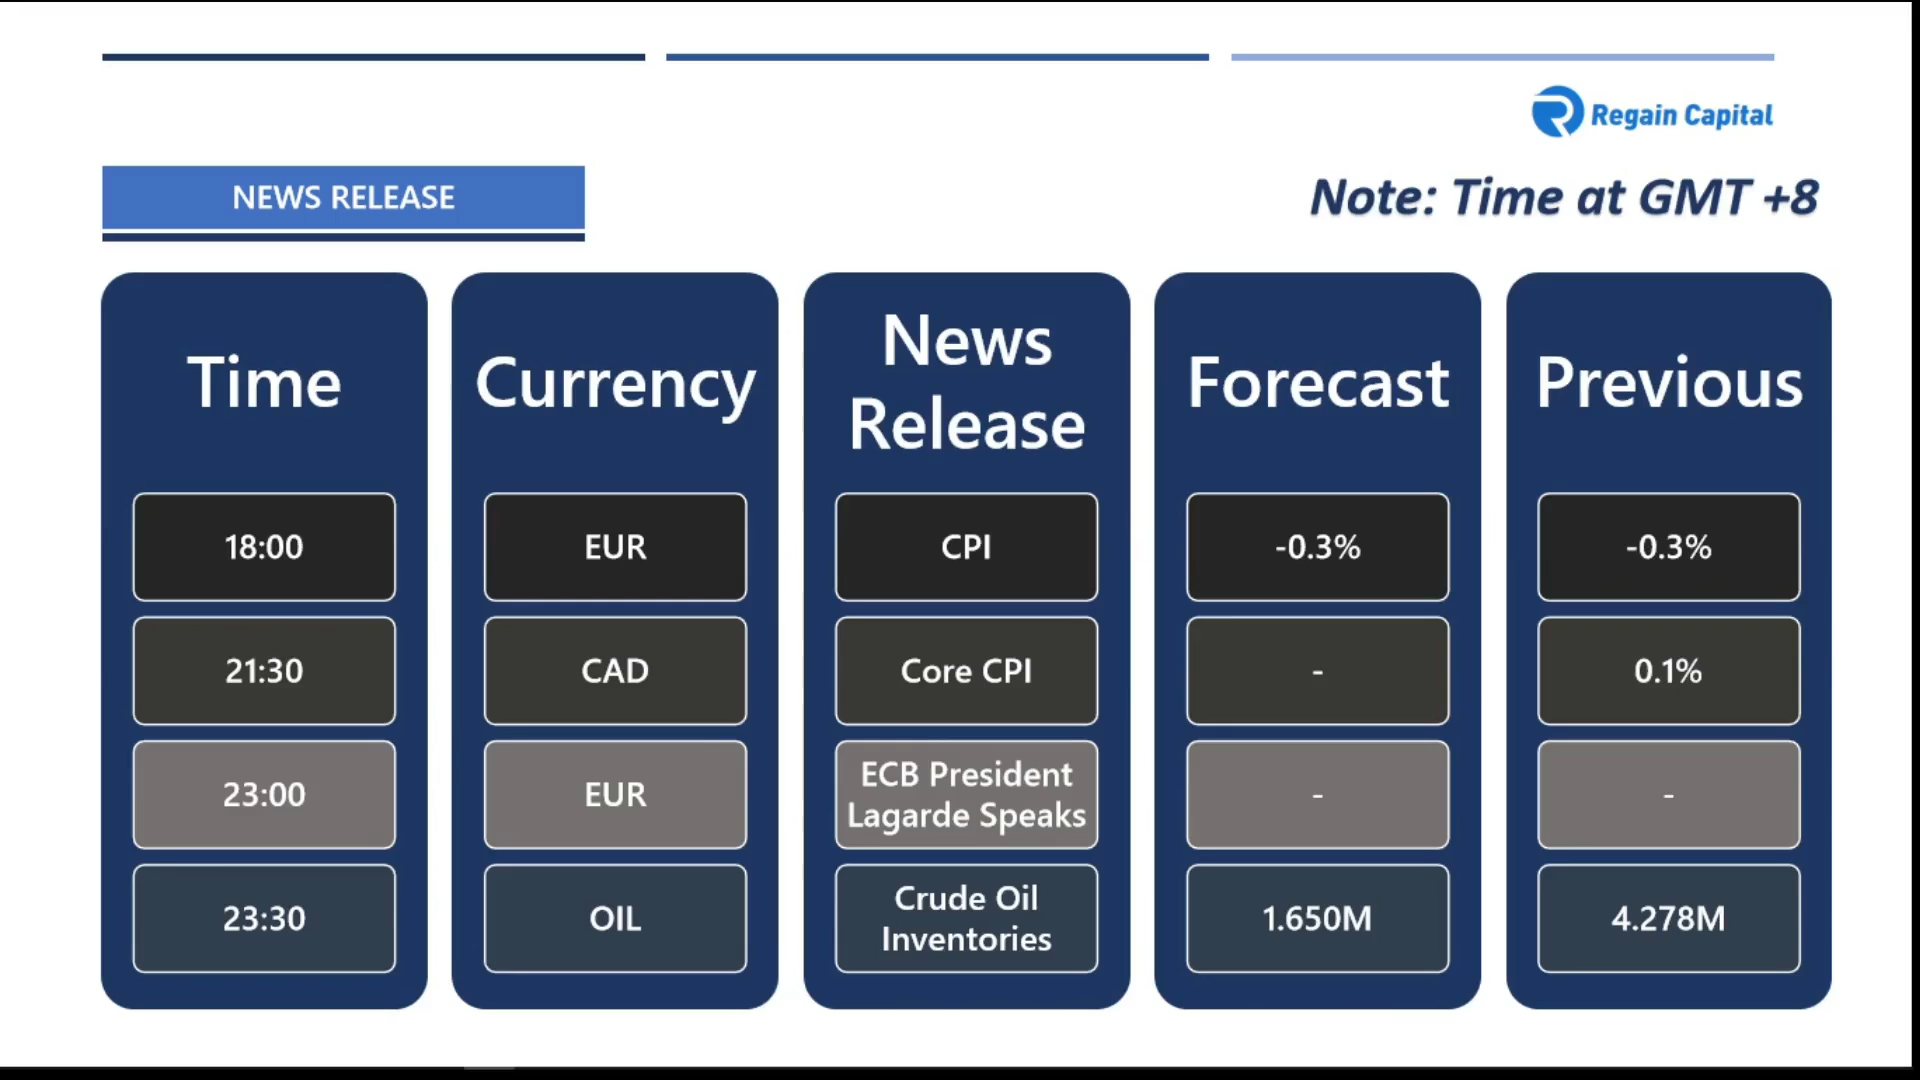 Regain Capital
NEWS RELEASE
Note: Time at GMT +8
Time
Currency
News
Release
Forecast
Previous
18:00
EUR
CPI
-0.3%
-0.3%
21:30
CAD
Core CPI
-
0.1%
23:00
EUR
ECB President
Lagarde Speaks
-
-
23:30
OIL
Crude Oil
Inventories
1.650M
4.278M